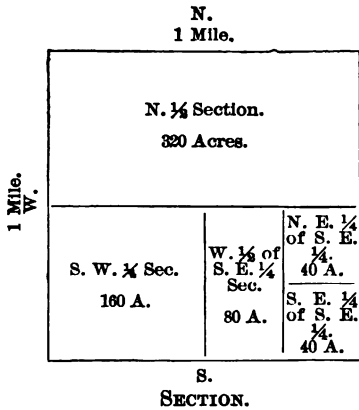 N.
1 Mile.
1 Mile.
W.
N. ½ Section.
320 Acres.
S. W. ¼ Sec.
160 A.
W. ½ of
S. E. ¼
Sec.
80 A.
N. E. ¼
of S. E.
¼.
40 A.
S. E. ¼
of S. E.
¼.
40 A.
S.
SECTION.